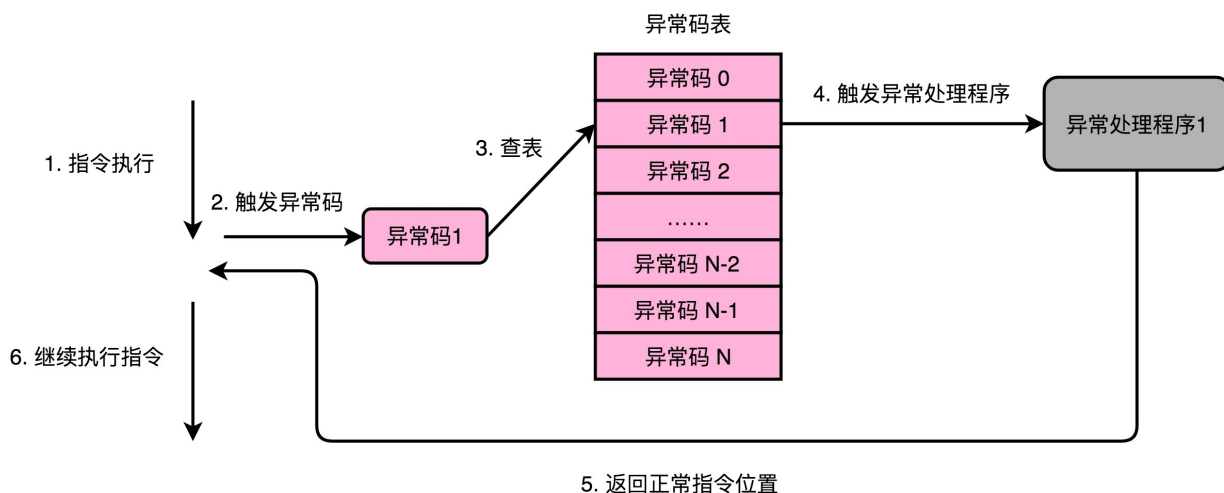 异常码表
异常码 0
异常码 1
异常码 2
......
异常码 N-2
异常码 N-1
异常码 N
1. 指令执行
2. 触发异常码
异常码1
3. 查表
4. 触发异常处理程序
异常处理程序1
5. 返回正常指令位置
6. 继续执行指令